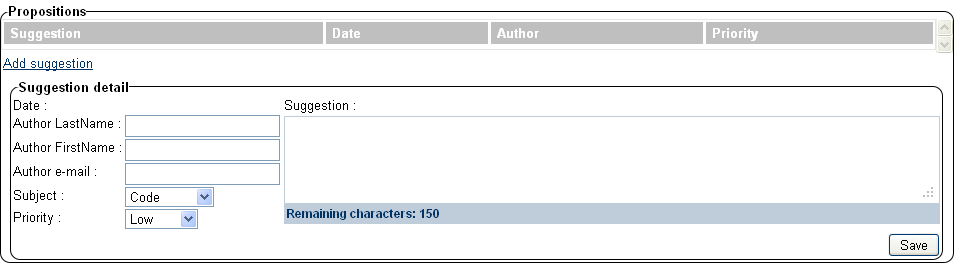 Propositions
Suggestion Date Author Priority
Add suggestion
Suggestion detail
Date : Suggestion :
Author LastName :
Author FirstName :
Author e-mail :
Subject : Code
Priority : Low
Remaining characters: 150
Save